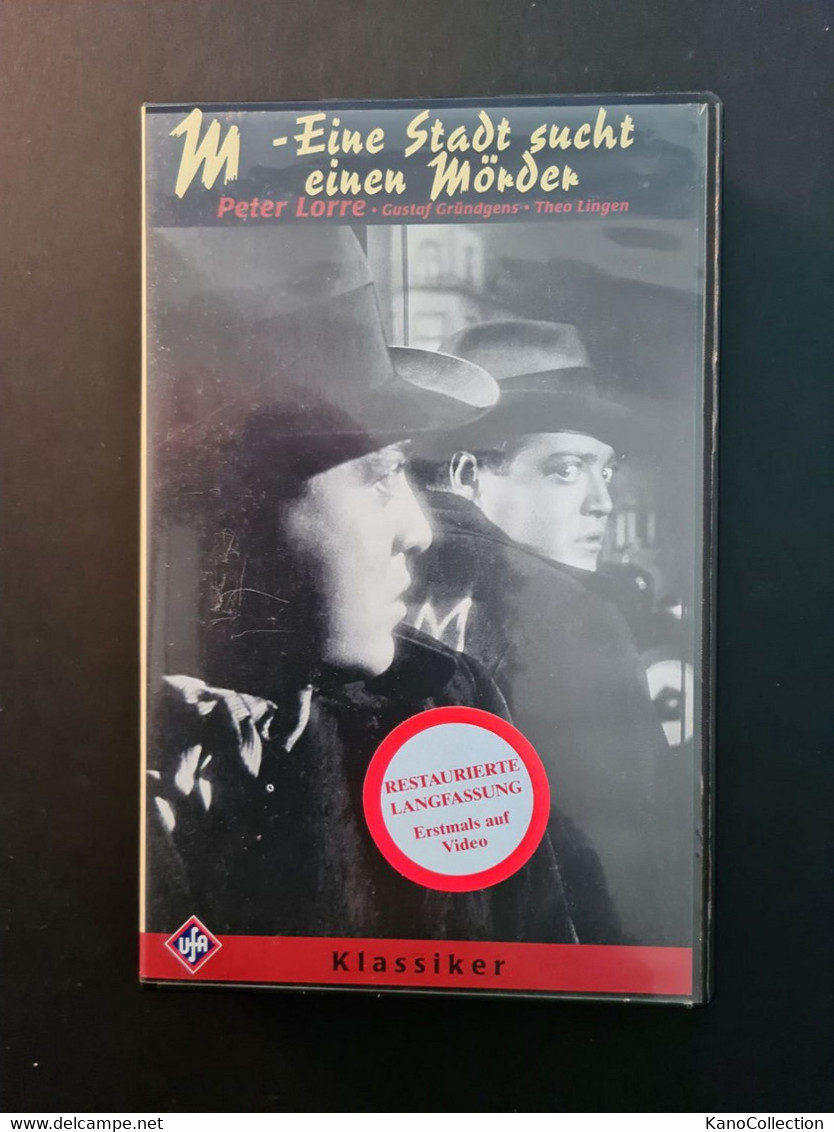 M - Eine Stadt sucht
einen Mörder
Peter Lorre • Gustaf Gründgens • Theo Lingen
M
RESTAURIERTE
LANGFASSUNG
Erstmals auf
Video
UfA
Klassiker
delcampe.net
KanoCollection